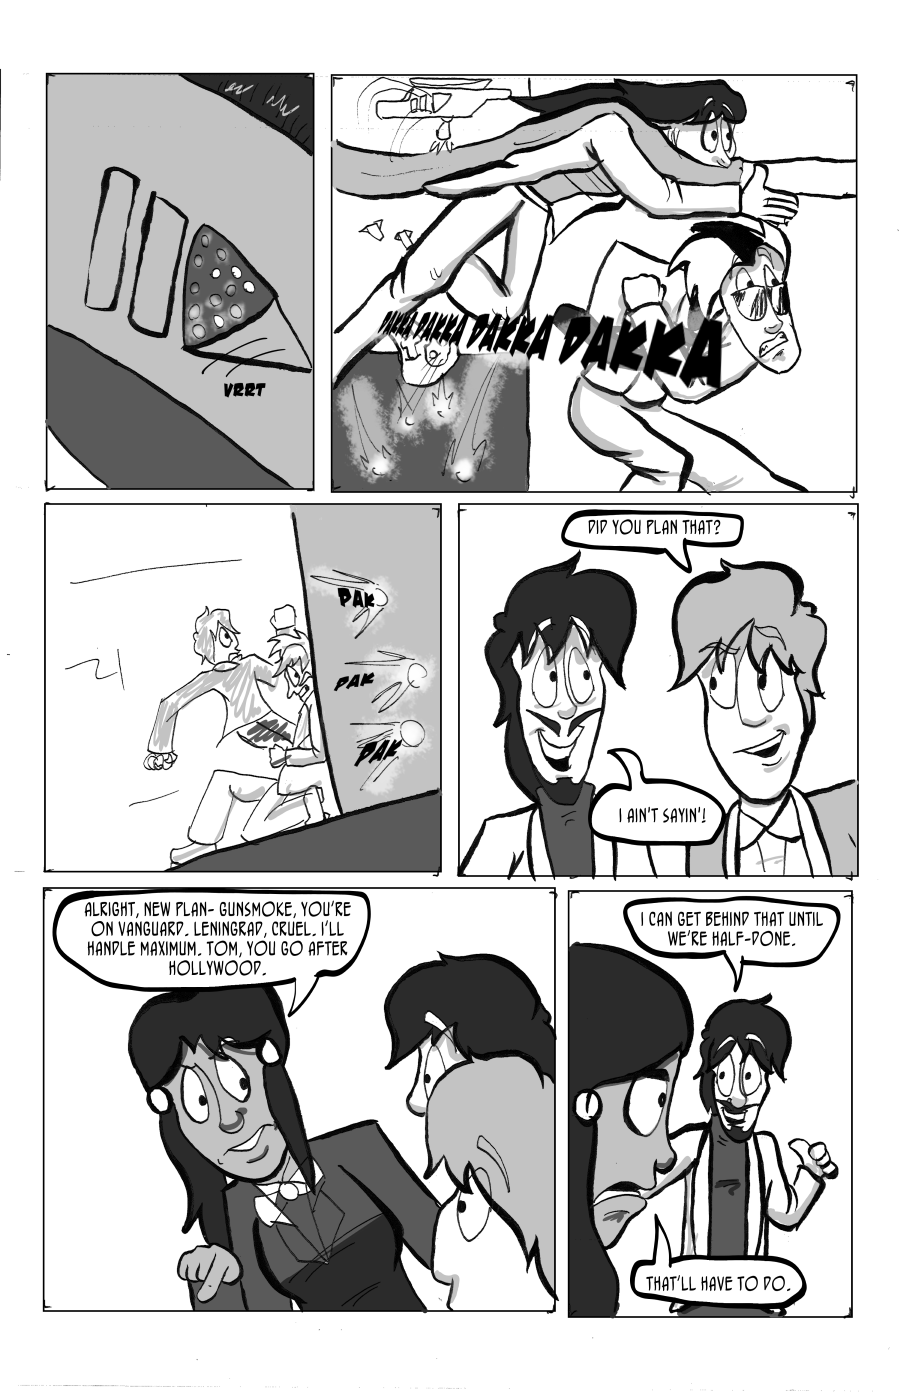 VRRT
DAKKA DAKKA DAKKA DAKKA
PAK
PAK
PAK
DID YOU PLAN THAT?
I AIN'T SAYIN'!
ALRIGHT, NEW PLAN- GUNSMOKE, YOU'RE
ON VANGUARD. LENINGRAD, CRUEL. I'LL
HANDLE MAXIMUM. TOM, YOU GO AFTER
HOLLYWOOD.
I CAN GET BEHIND THAT UNTIL
WE'RE HALF-DONE.
THAT'LL HAVE TO DO.